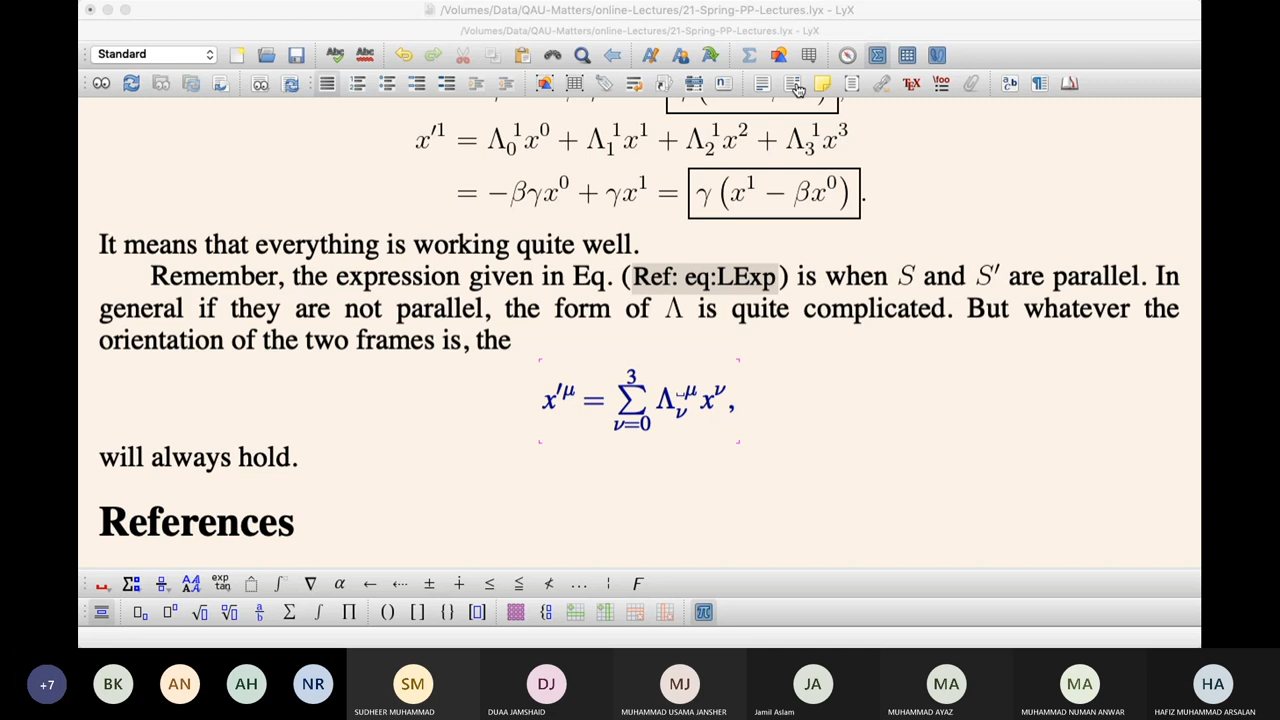 /Volumes/Data/QAU-Matters/online-Lectures/21-Spring-PP-Lectures.lyx - LyX
/Volumes/Data/QAU-Matters/online-Lectures/21-Spring-PP-Lectures.lyx - LyX
Standard
x′¹ = Λ₀¹x⁰ + Λ₁¹x¹ + Λ₂¹x² + Λ₃¹x³
= −βγx⁰ + γx¹ = γ (x¹ − βx⁰).
It means that everything is working quite well.
Remember, the expression given in Eq. (Ref: eq:LExp) is when S and S′ are parallel. In
general if they are not parallel, the form of Λ is quite complicated. But whatever the
orientation of the two frames is, the
x′^μ = ∑_{ν=0}^{3} Λ_ν^μ x^ν,
will always hold.
References
exp tan ∫ ∇ α ← ± ∔ ≤ ≦ ≮ … F
√ a/b ∑ ∫ ∏ () [] {} π
+7 BK AN AH NR SM DJ MJ JA MA MA HA
SUDHEER MUHAMMAD DUAA JAMSHAID MUHAMMAD USAMA JANSHER Jamil Aslam MUHAMMAD AYAZ MUHAMMAD NUMAN ANWAR HAFIZ MUHAMMAD ARSALAN